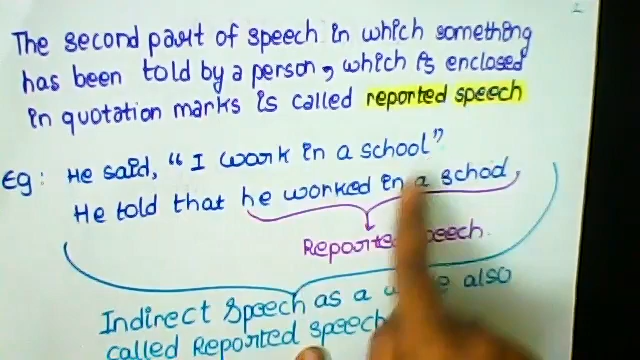 The second part of speech in which something
has been told by a person, which is enclosed
in quotation marks is called reported speech
Eg: He said, "I work in a school"
He told that he worked in a school
Reported speech.
Indirect Speech as a also
called Reported speech